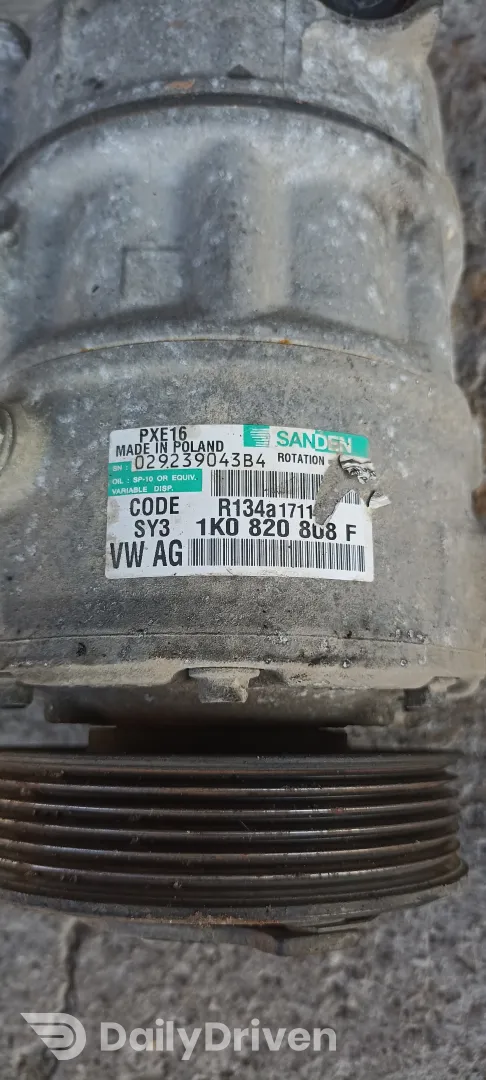 PXE16
SANDEN
MADE IN POLAND
SN: 029239043B4 ROTATION
OIL : SP-10 OR EQUIV.
VARIABLE DISP.
CODE R134a1711
SY3 1K0 820 808 F
VW AG
DailyDriven